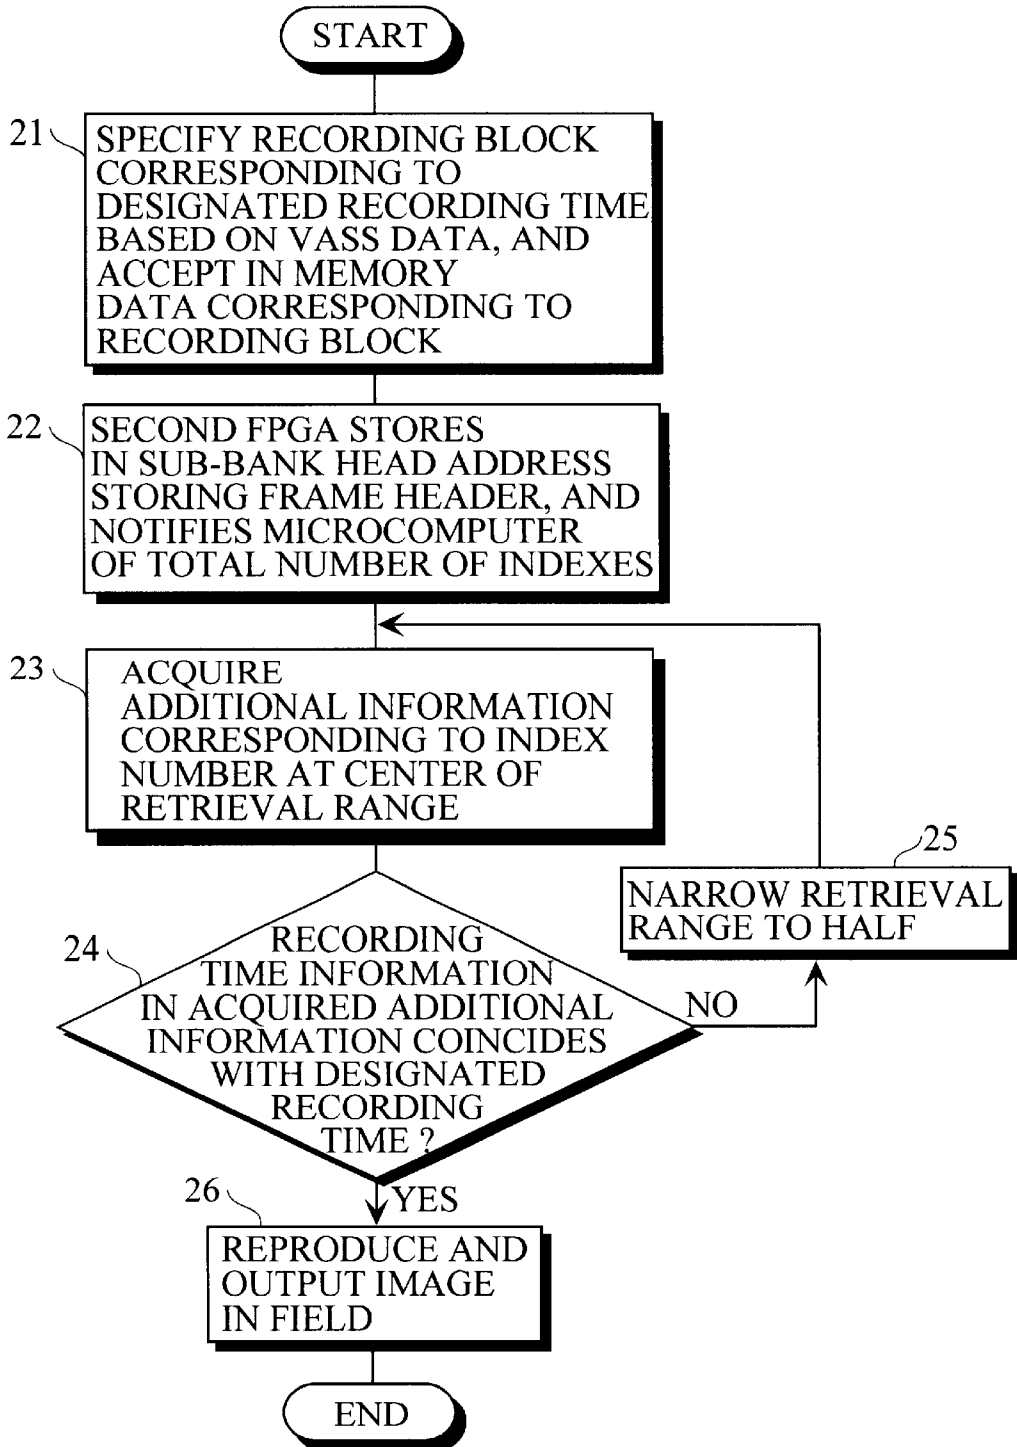 START
21
SPECIFY RECORDING BLOCK
CORRESPONDING TO
DESIGNATED RECORDING TIME
BASED ON VASS DATA, AND
ACCEPT IN MEMORY
DATA CORRESPONDING TO
RECORDING BLOCK
22
SECOND FPGA STORES
IN SUB-BANK HEAD ADDRESS
STORING FRAME HEADER, AND
NOTIFIES MICROCOMPUTER
OF TOTAL NUMBER OF INDEXES
23
ACQUIRE
ADDITIONAL INFORMATION
CORRESPONDING TO INDEX
NUMBER AT CENTER OF
RETRIEVAL RANGE
25
NARROW RETRIEVAL
RANGE TO HALF
24
RECORDING
TIME INFORMATION
IN ACQUIRED ADDITIONAL
INFORMATION COINCIDES
WITH DESIGNATED
RECORDING
TIME ?
NO
YES
26
REPRODUCE AND
OUTPUT IMAGE
IN FIELD
END